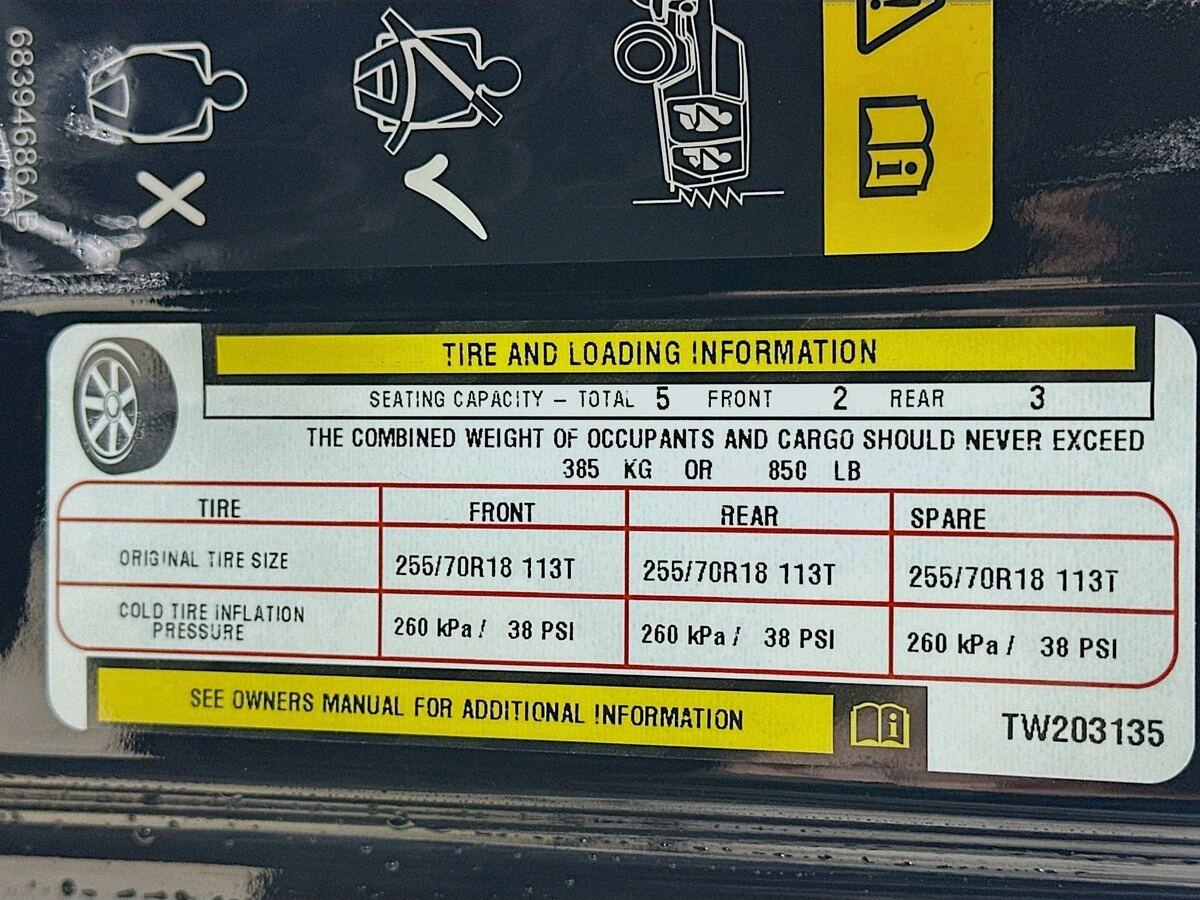 68394686AB
TIRE AND LOADING INFORMATION
SEATING CAPACITY – TOTAL 5 FRONT 2 REAR 3
THE COMBINED WEIGHT OF OCCUPANTS AND CARGO SHOULD NEVER EXCEED
385 KG OR 850 LB
TIRE FRONT REAR SPARE
ORIGINAL TIRE SIZE 255/70R18 113T 255/70R18 113T 255/70R18 113T
COLD TIRE INFLATION
PRESSURE 260 kPa / 38 PSI 260 kPa / 38 PSI 260 kPa / 38 PSI
SEE OWNERS MANUAL FOR ADDITIONAL INFORMATION
TW203135